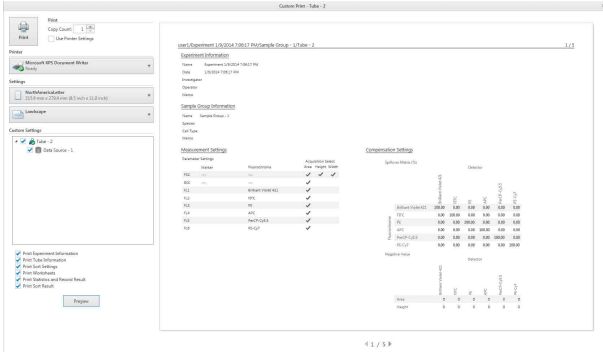 Custom Print - Tube - 2
Print
Print
Copy Count: 1
Use Printer Settings
Printer
Microsoft XPS Document Writer
Ready
Settings
NorthAmericaLetter
215.9 mm x 279.4 mm (8.5 inch x 11.0 inch)
Landscape
Custom Settings
Tube - 2
Data Source - 1
Print Experiment Information
Print Tube Information
Print Sort Settings
Print Worksheets
Print Statistics and Record Result
Print Sort Result
Preview
user1/Experiment 1/9/2014 7:06:17 PM/Sample Group - 1/Tube - 2 1 / 5
Experiment Information
Name Experiment 1/9/2014 7:06:17 PM
Date 1/9/2014 7:06:17 PM
Investigator
Operator
Memo
Sample Group Information
Name Sample Group - 1
Species
Cell Type
Memo
Measurement Settings
Parameter Settings
Acquisition Select
Marker Fluorochrome Area Height Width
FSC --- ---
BSC --- ---
FL1 Brilliant Violet 421
FL2 FITC
FL3 PE
FL4 APC
FL5 PerCP-Cy5.5
FL6 PE-Cy7
Compensation Settings
Spillover Matrix (%)
Detector
Brilliant Violet 421 FITC PE APC PerCP-Cy5.5 PE-Cy7
Fluorochrome
Brilliant Violet 421 100.00 0.00 0.00 0.00 0.00 0.00
FITC 0.00 100.00 0.00 0.00 0.00 0.00
PE 0.00 0.00 100.00 0.00 0.00 0.00
APC 0.00 0.00 0.00 100.00 0.00 0.00
PerCP-Cy5.5 0.00 0.00 0.00 0.00 100.00 0.00
PE-Cy7 0.00 0.00 0.00 0.00 0.00 100.00
Negative Value
Detector
Brilliant Violet 421 FITC PE APC PerCP-Cy5.5 PE-Cy7
Area 0 0 0 0 0 0
Height 0 0 0 0 0 0
1 / 5